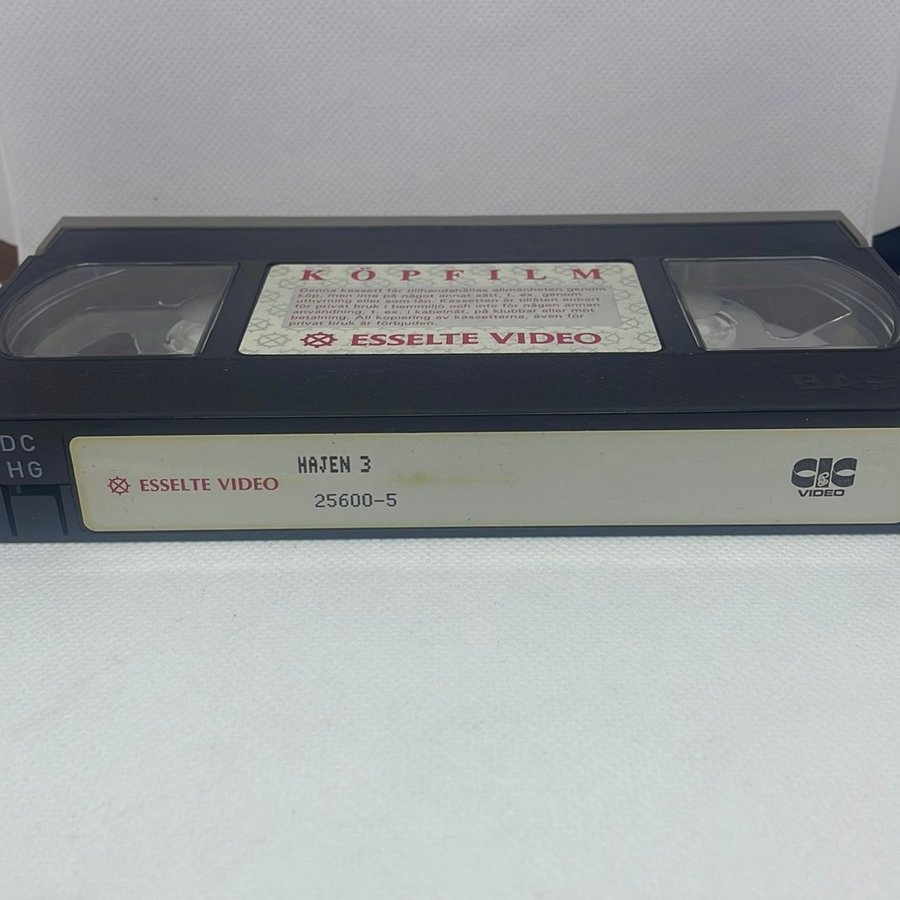 KÖPFILM
Denna kassett får tillhandahållas allmänheten genom
köp, men inte på något annat sätt, t. ex. genom
uthyrning eller som lån. Kassetten är tillåten enbart
för privat bruk i hemmiljö och inte för någon annan
användning, t. ex. i kabelnät, på klubbar eller mot
betalning. All kopiering av kassetterna, även för
privat bruk är förbjuden.
ESSELTE VIDEO
BAS
DC
HG
HAJEN 3
ESSELTE VIDEO
25600-5
CIC
VIDEO